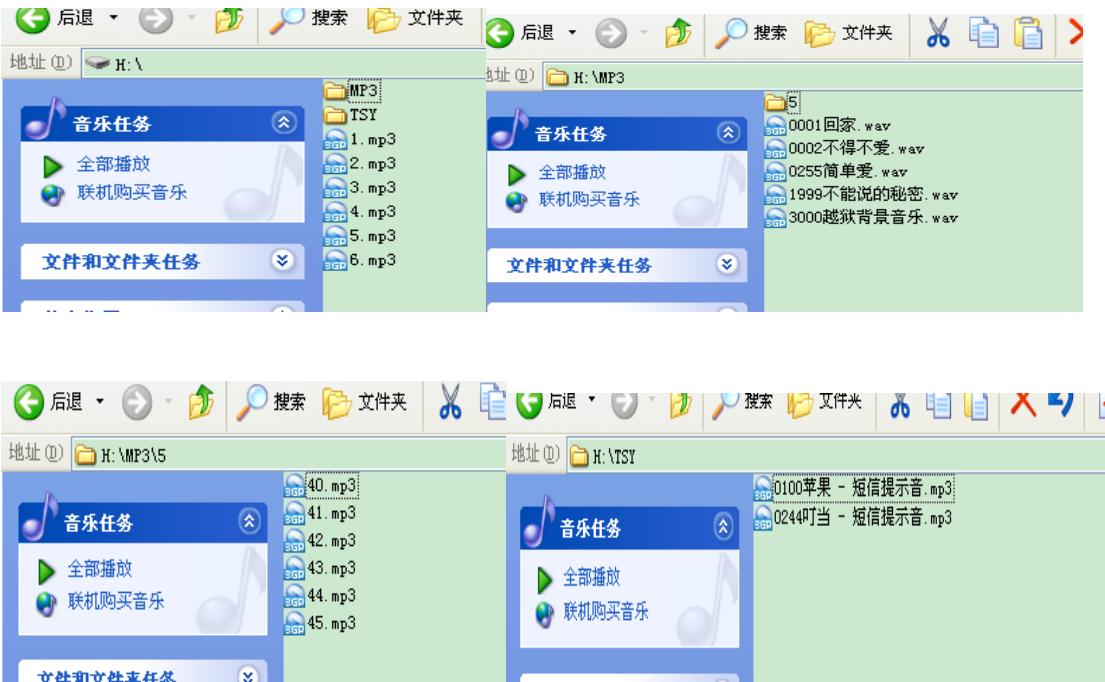 后退 搜索 文件夹
地址(D) H:\
音乐任务
全部播放
联机购买音乐
文件和文件夹任务
MP3
TSY
1.mp3
2.mp3
3.mp3
4.mp3
5.mp3
6.mp3
后退 搜索 文件夹
地址(D) H:\MP3
音乐任务
全部播放
联机购买音乐
文件和文件夹任务
5
0001回家.wav
0002不得不爱.wav
0255简单爱.wav
1999不能说的秘密.wav
3000越狱背景音乐.wav
后退 搜索 文件夹
地址(D) H:\MP3\5
音乐任务
全部播放
联机购买音乐
文件和文件夹任务
40.mp3
41.mp3
42.mp3
43.mp3
44.mp3
45.mp3
后退 搜索 文件夹
地址(D) H:\TSY
音乐任务
全部播放
联机购买音乐
0100苹果 - 短信提示音.mp3
0244叮当 - 短信提示音.mp3